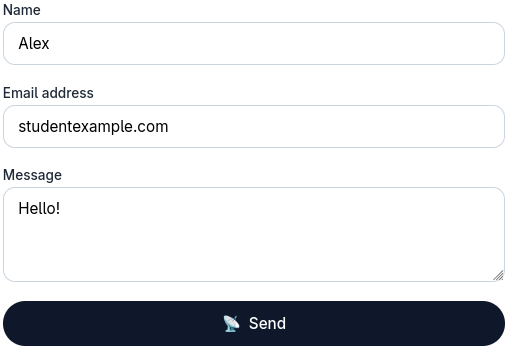 Name
Alex
Email address
studentexample.com
Message
Hello!
📡 Send